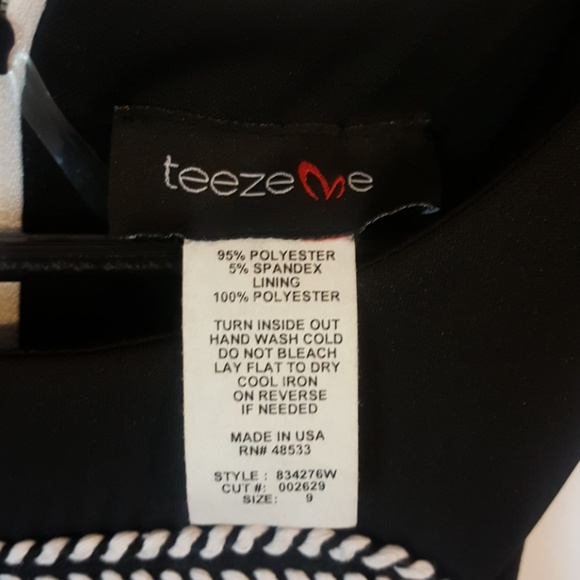 teezeMe
95% POLYESTER
5% SPANDEX
LINING
100% POLYESTER
TURN INSIDE OUT
HAND WASH COLD
DO NOT BLEACH
LAY FLAT TO DRY
COOL IRON
ON REVERSE
IF NEEDED
MADE IN USA
RN# 48533
STYLE : 834276W
CUT #: 002629
SIZE: 9